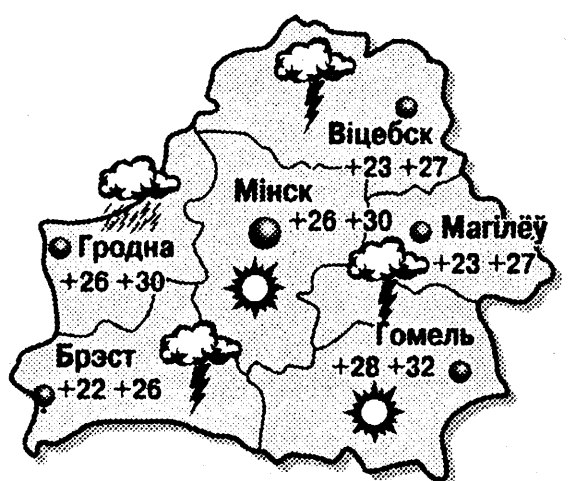 Віцебск
+23 +27
Мінск
+26 +30
Магілёў
+23 +27
Гродна
+26 +30
Гомель
+28 +32
Брэст
+22 +26